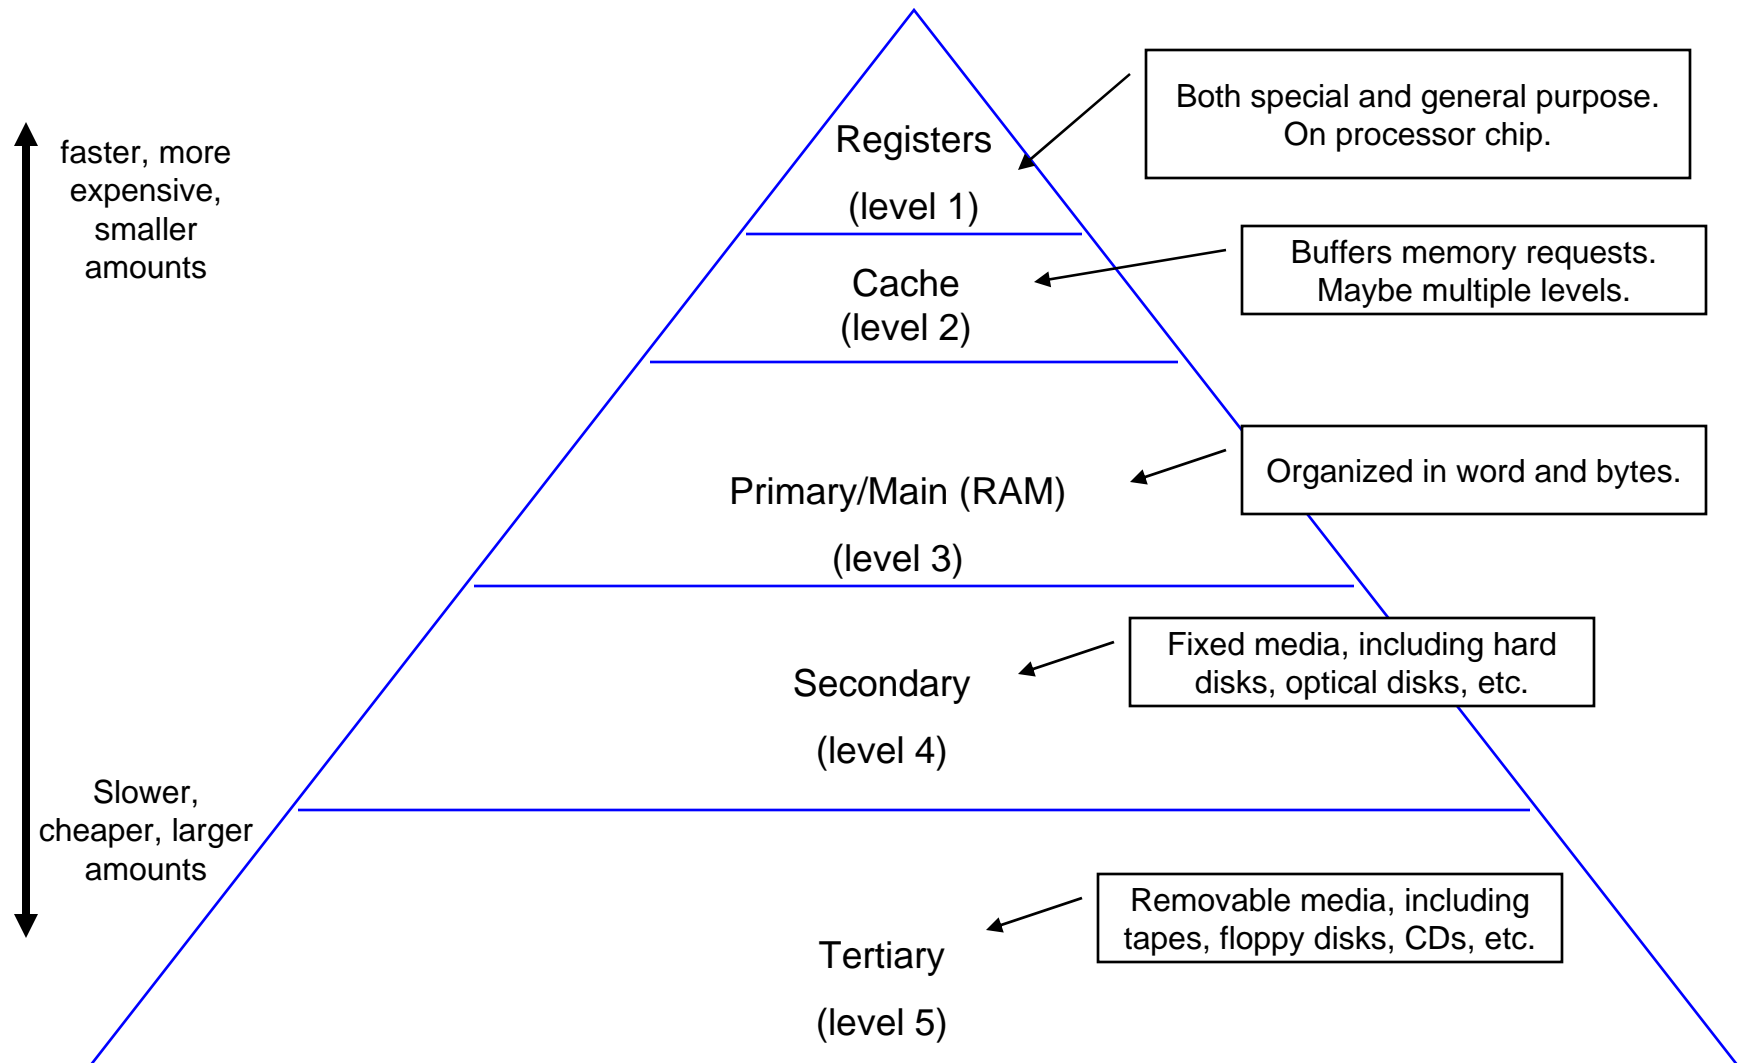 Both special and general purpose.
On processor chip.
Registers
(level 1)
faster, more
expensive,
smaller
amounts
Buffers memory requests.
Maybe multiple levels.
Cache
(level 2)
Organized in word and bytes.
Primary/Main (RAM)
(level 3)
Fixed media, including hard
disks, optical disks, etc.
Secondary
(level 4)
Slower,
cheaper, larger
amounts
Removable media, including
tapes, floppy disks, CDs, etc.
Tertiary
(level 5)